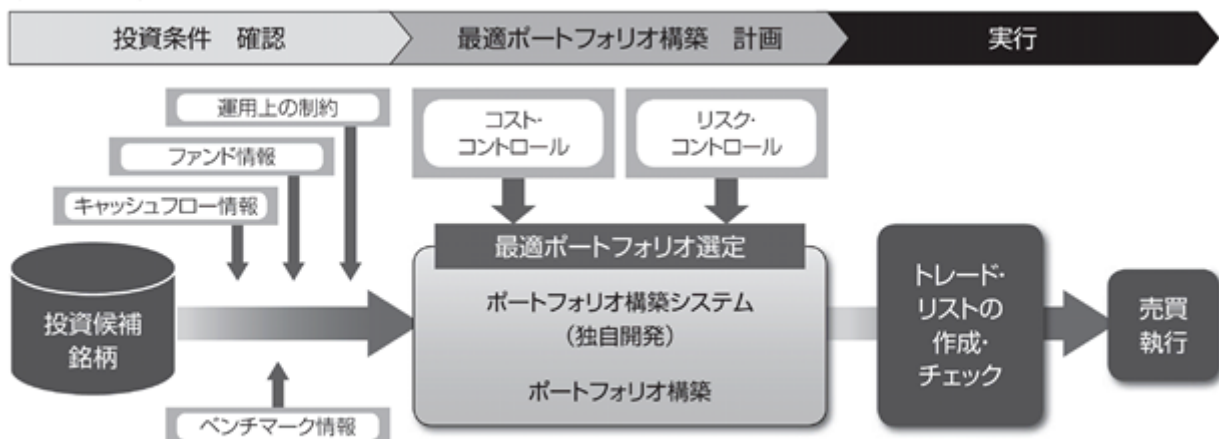 投資条件　確認
最適ポートフォリオ構築　計画
実行
運用上の制約
ファンド情報
キャッシュフロー情報
コスト・
コントロール
リスク・
コントロール
投資候補
銘柄
ベンチマーク情報
最適ポートフォリオ選定
ポートフォリオ構築システム
（独自開発）
ポートフォリオ構築
トレード・
リストの
作成・
チェック
売買
執行